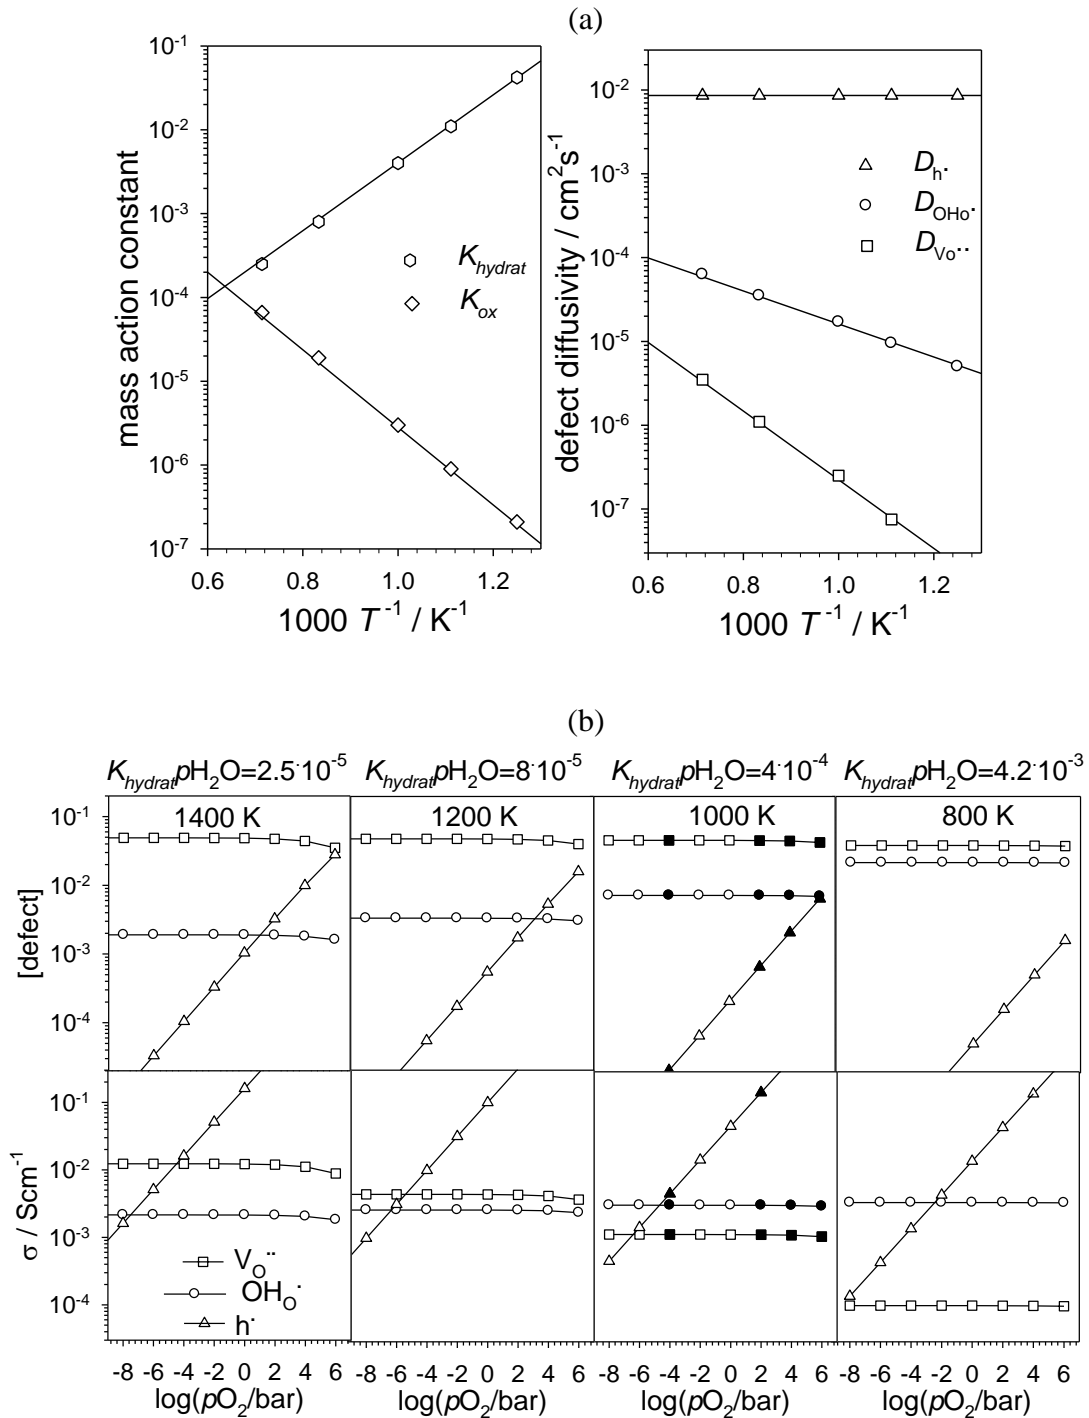 (a)
10⁻¹
10⁻²
10⁻³
10⁻⁴
10⁻⁵
10⁻⁶
10⁻⁷
mass action constant
K_hydrat
K_ox
0.6 0.8 1.0 1.2
1000 T⁻¹ / K⁻¹
10⁻²
10⁻³
10⁻⁴
10⁻⁵
10⁻⁶
10⁻⁷
defect diffusivity / cm²s⁻¹
D_h·
D_OHo·
D_Vo··
0.6 0.8 1.0 1.2
1000 T⁻¹ / K⁻¹
(b)
K_hydrat pH₂O=2.5·10⁻⁵ K_hydrat pH₂O=8·10⁻⁵ K_hydrat pH₂O=4·10⁻⁴ K_hydrat pH₂O=4.2·10⁻³
1400 K 1200 K 1000 K 800 K
10⁻¹
10⁻²
10⁻³
10⁻⁴
[defect]
10⁻¹
10⁻²
10⁻³
10⁻⁴
σ / Scm⁻¹
V_O··
OH_O·
h·
-8 -6 -4 -2 0 2 4 6 -8 -6 -4 -2 0 2 4 6 -8 -6 -4 -2 0 2 4 6 -8 -6 -4 -2 0 2 4 6
log(pO₂/bar) log(pO₂/bar) log(pO₂/bar) log(pO₂/bar)